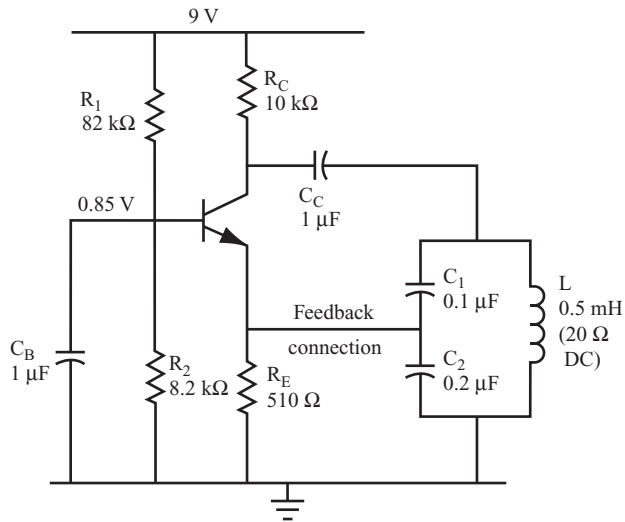 9 V
R1
82 kΩ
RC
10 kΩ
0.85 V
CC
1 μF
C1
0.1 μF
L
0.5 mH
(20 Ω
DC)
Feedback
connection
CB
1 μF
R2
8.2 kΩ
RE
510 Ω
C2
0.2 μF